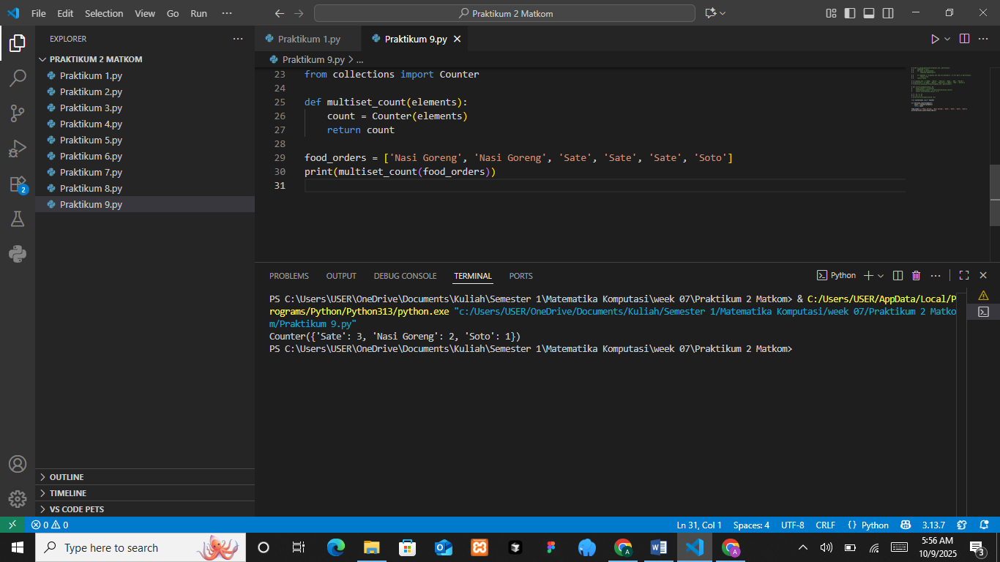 File Edit Selection View Go Run ···
Praktikum 2 Matkom
EXPLORER
Praktikum 1.py
Praktikum 9.py
PRAKTIKUM 2 MATKOM
Praktikum 9.py > ...
Praktikum 1.py
Praktikum 2.py
Praktikum 3.py
Praktikum 4.py
Praktikum 5.py
Praktikum 6.py
Praktikum 7.py
Praktikum 8.py
Praktikum 9.py
2
23 from collections import Counter
24
25 def multiset_count(elements):
26 count = Counter(elements)
27 return count
28
29 food_orders = ['Nasi Goreng', 'Nasi Goreng', 'Sate', 'Sate', 'Sate', 'Soto']
30 print(multiset_count(food_orders))
31
PROBLEMS OUTPUT DEBUG CONSOLE TERMINAL PORTS
Python
PS C:\Users\USER\OneDrive\Documents\Kuliah\Semester 1\Matematika Komputasi\week 07\Praktikum 2 Matkom> & C:/Users/USER/AppData/Local/P
rograms/Python/Python313/python.exe "c:/Users/USER/OneDrive/Documents/Kuliah/Semester 1/Matematika Komputasi/week 07/Praktikum 2 Matko
m/Praktikum 9.py"
Counter({'Sate': 3, 'Nasi Goreng': 2, 'Soto': 1})
PS C:\Users\USER\OneDrive\Documents\Kuliah\Semester 1\Matematika Komputasi\week 07\Praktikum 2 Matkom>
OUTLINE
TIMELINE
VS CODE PETS
0 0
Ln 31, Col 1 Spaces: 4 UTF-8 CRLF {} Python 3.13.7
Type here to search
5:56 AM
10/9/2025
3